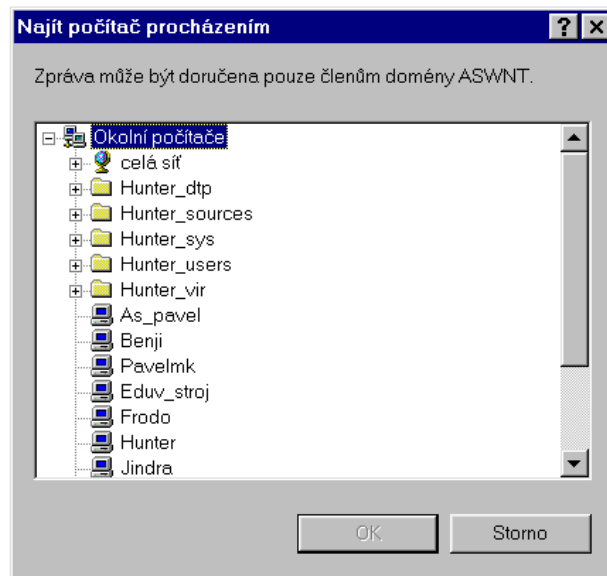 Najít počítač procházením
Zpráva může být doručena pouze členům domény ASWNT.
Okolní počítače
celá síť
Hunter_dtp
Hunter_sources
Hunter_sys
Hunter_users
Hunter_vir
As_pavel
Benji
Pavelmk
Eduv_stroj
Frodo
Hunter
Jindra
OK
Storno